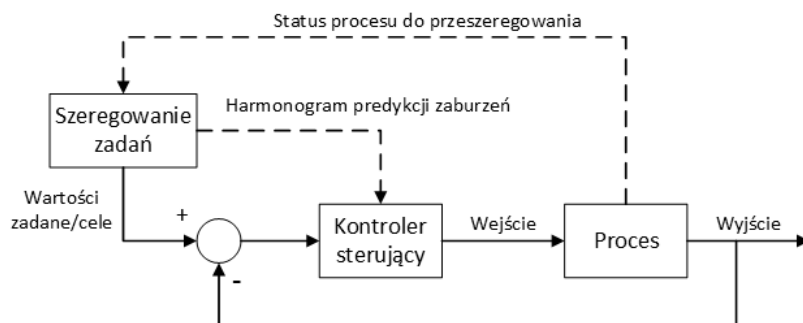 Status procesu do przeszeregowania
Szeregowanie
zadań
Harmonogram predykcji zaburzeń
Wartości
zadane/cele
+
-
Kontroler
sterujący
Wejście
Proces
Wyjście